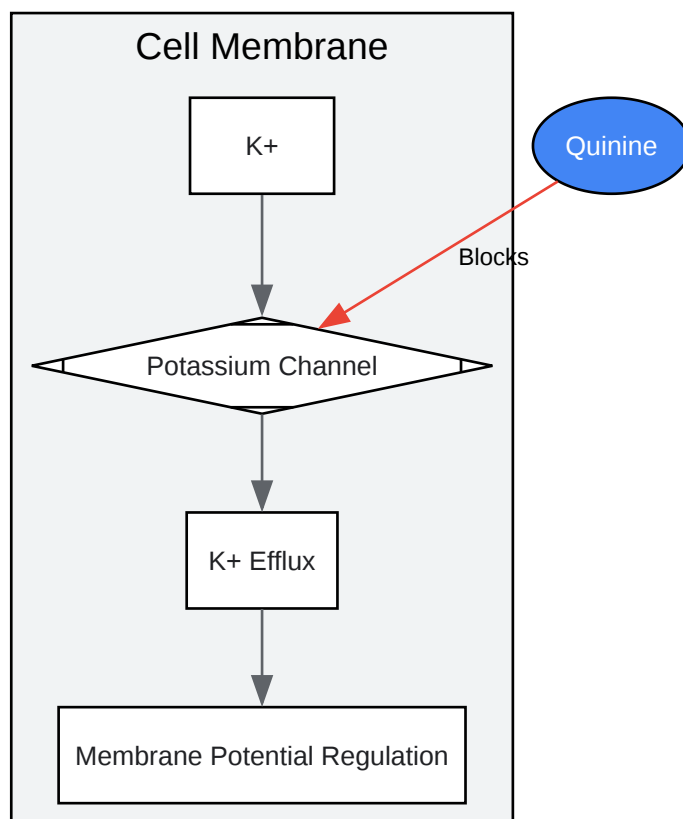 Cell Membrane
K+
Quinine
Blocks
Potassium Channel
K+ Efflux
Membrane Potential Regulation